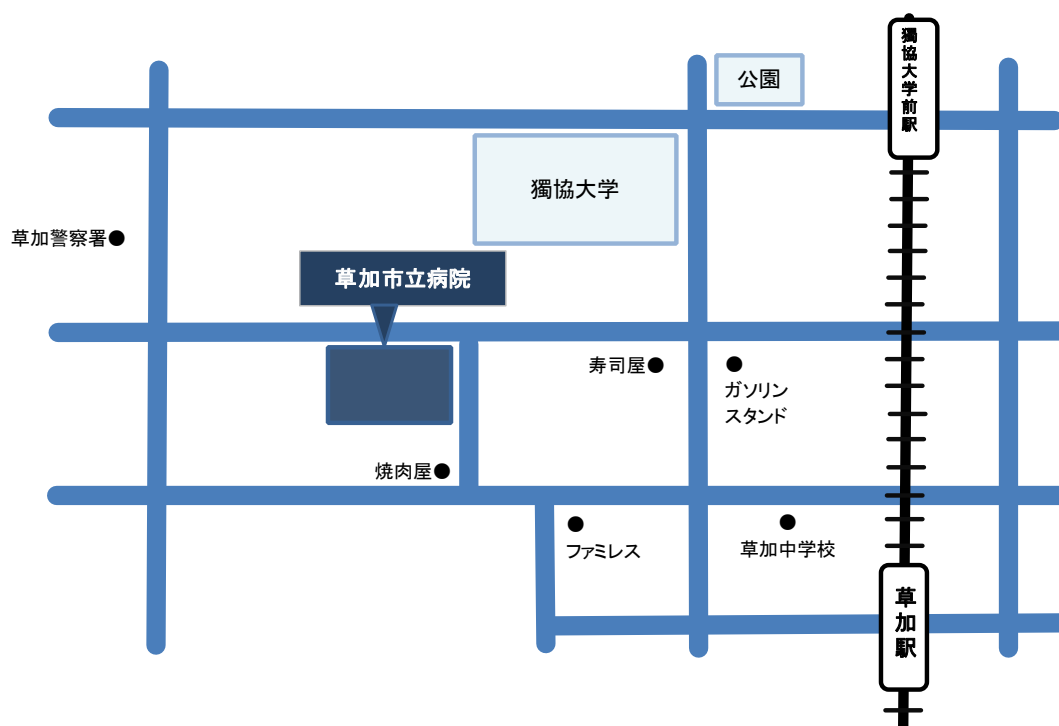 獨協大学前駅
公園
獨協大学
草加警察署
草加市立病院
寿司屋
ガソリン
スタンド
焼肉屋
ファミレス
草加中学校
草加駅